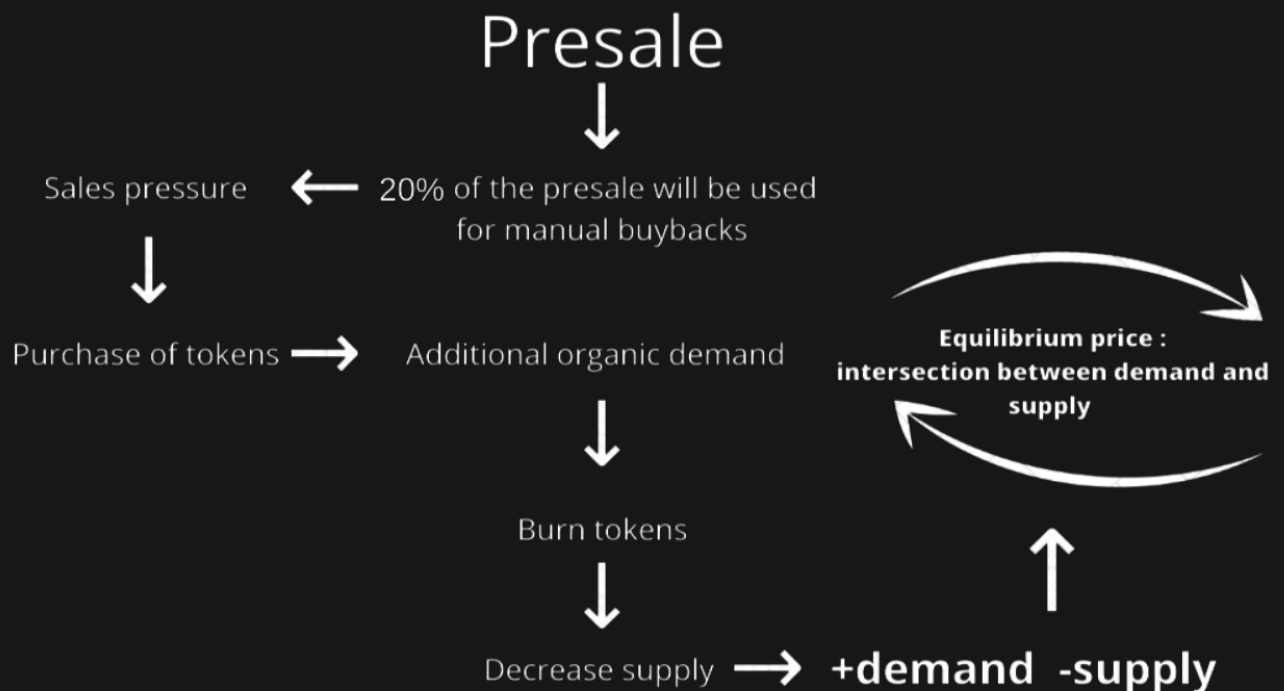 Presale
Sales pressure
20% of the presale will be used
for manual buybacks
Purchase of tokens
Additional organic demand
Equilibrium price :
intersection between demand and
supply
Burn tokens
Decrease supply
+demand -supply